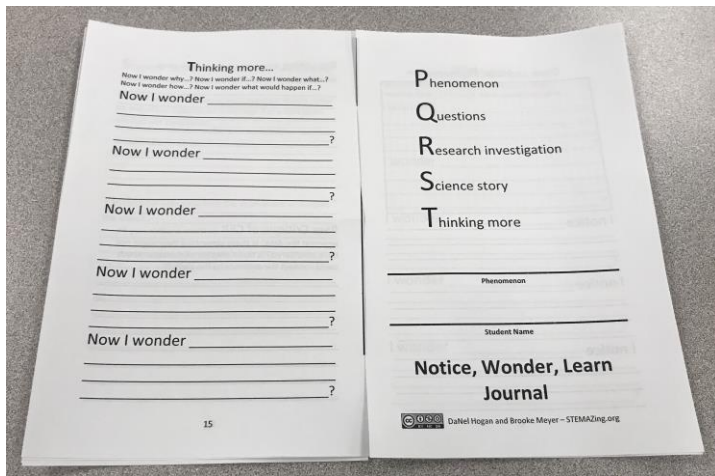 Thinking more...
Now I wonder why...? Now I wonder if...? Now I wonder what...?
Now I wonder how...? Now I wonder what would happen if...?
Now I wonder
?
Now I wonder
?
Now I wonder
?
Now I wonder
?
Now I wonder
?
15
Phenomenon
Questions
Research investigation
Science story
Thinking more
Phenomenon
Student Name
Notice, Wonder, Learn
Journal
DaNel Hogan and Brooke Meyer – STEMAZing.org